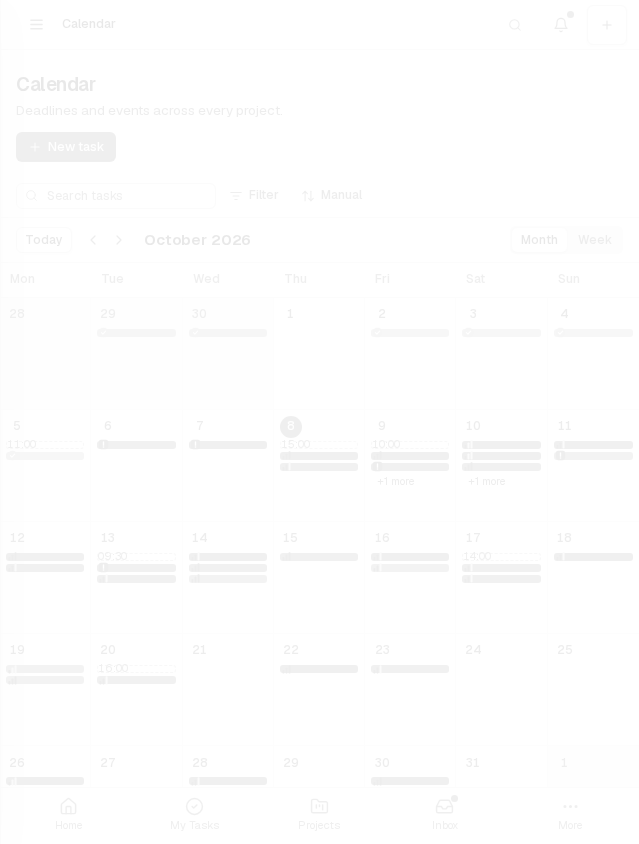 Calendar
Calendar
Deadlines and events across every project.
New task
Search tasks
Filter
Manual
Today
October 2026
Month
Week
Mon Tue Wed Thu Fri Sat Sun
28 29 30 1 2 3 4
5 6 7 8 9 10 11
11:00 15:00 10:00
+1 more +1 more
12 13 14 15 16 17 18
09:30 14:00
19 20 21 22 23 24 25
16:00
26 27 28 29 30 31 1
Home My Tasks Projects Inbox More